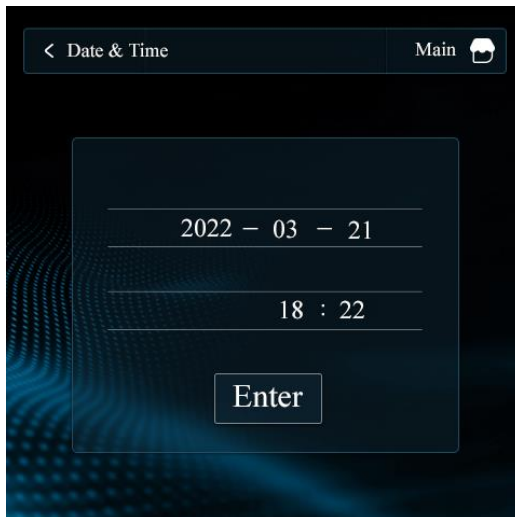 < Date & Time Main
2022 – 03 – 21
18 : 22
Enter